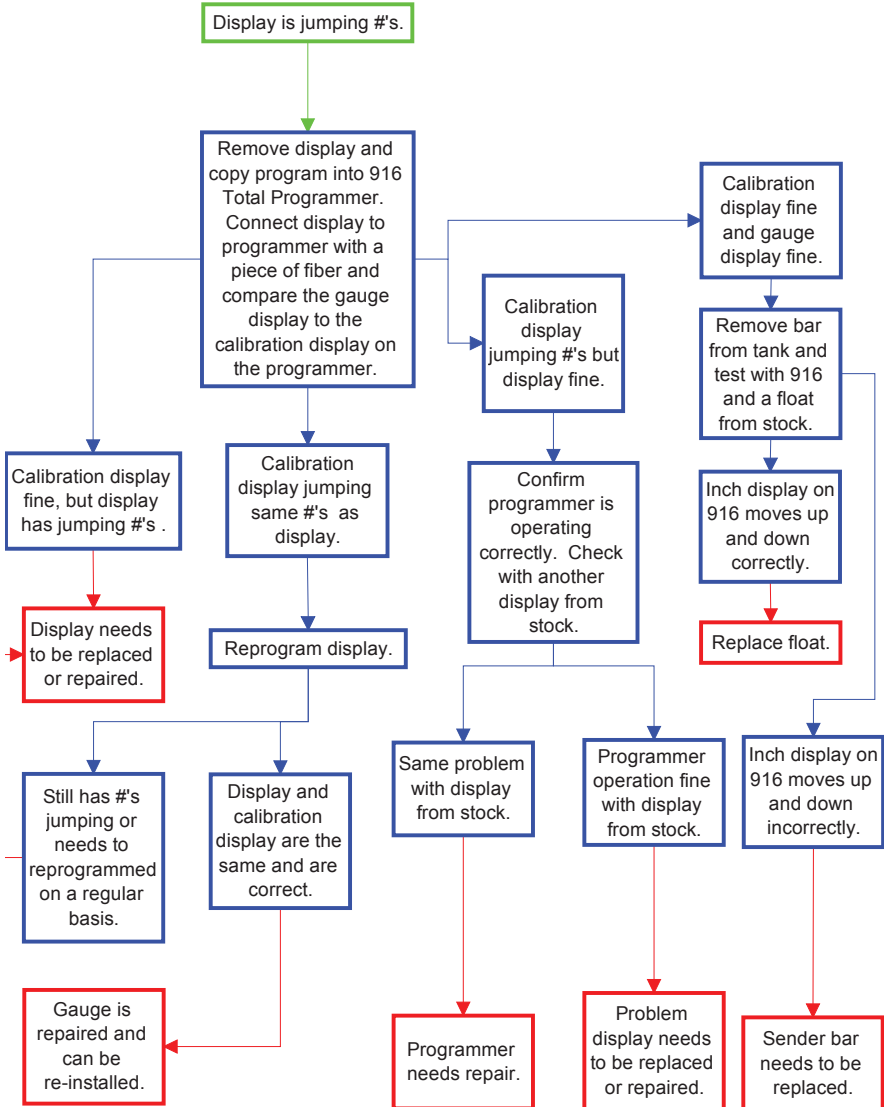 Display is jumping #'s.
Remove display and
copy program into 916
Total Programmer.
Connect display to
programmer with a
piece of fiber and
compare the gauge
display to the
calibration display on
the programmer.
Calibration
display fine
and gauge
display fine.
Calibration
display
jumping #'s but
display fine.
Remove bar
from tank and
test with 916
and a float
from stock.
Calibration display
fine, but display
has jumping #'s .
Calibration
display jumping
same #'s as
display.
Confirm
programmer is
operating
correctly. Check
with another
display from
stock.
Inch display on
916 moves up
and down
correctly.
Display needs
to be replaced
or repaired.
Reprogram display.
Replace float.
Still has #'s
jumping or
needs to
reprogrammed
on a regular
basis.
Display and
calibration
display are the
same and are
correct.
Same problem
with display
from stock.
Programmer
operation fine
with display
from stock.
Inch display on
916 moves up
and down
incorrectly.
Gauge is
repaired and
can be
re-installed.
Programmer
needs repair.
Problem
display needs
to be replaced
or repaired.
Sender bar
needs to be
replaced.